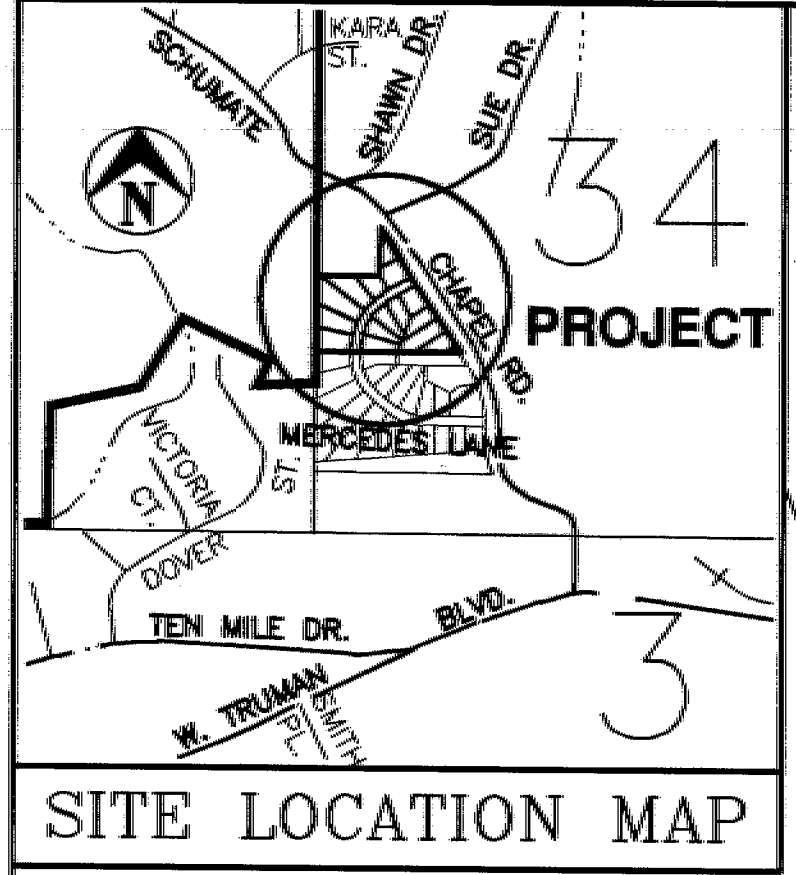 KARA
ST.
SCHUMATE
SHAWN DR.
SUE DR.
34
N
CHAPEL RD.
PROJECT
MERCEDES LANE
VICTORIA
CT.
ST.
DOVER
TEN MILE DR.
BLVD.
W. TRUMAN
SMITH
PL.
3
SITE LOCATION MAP